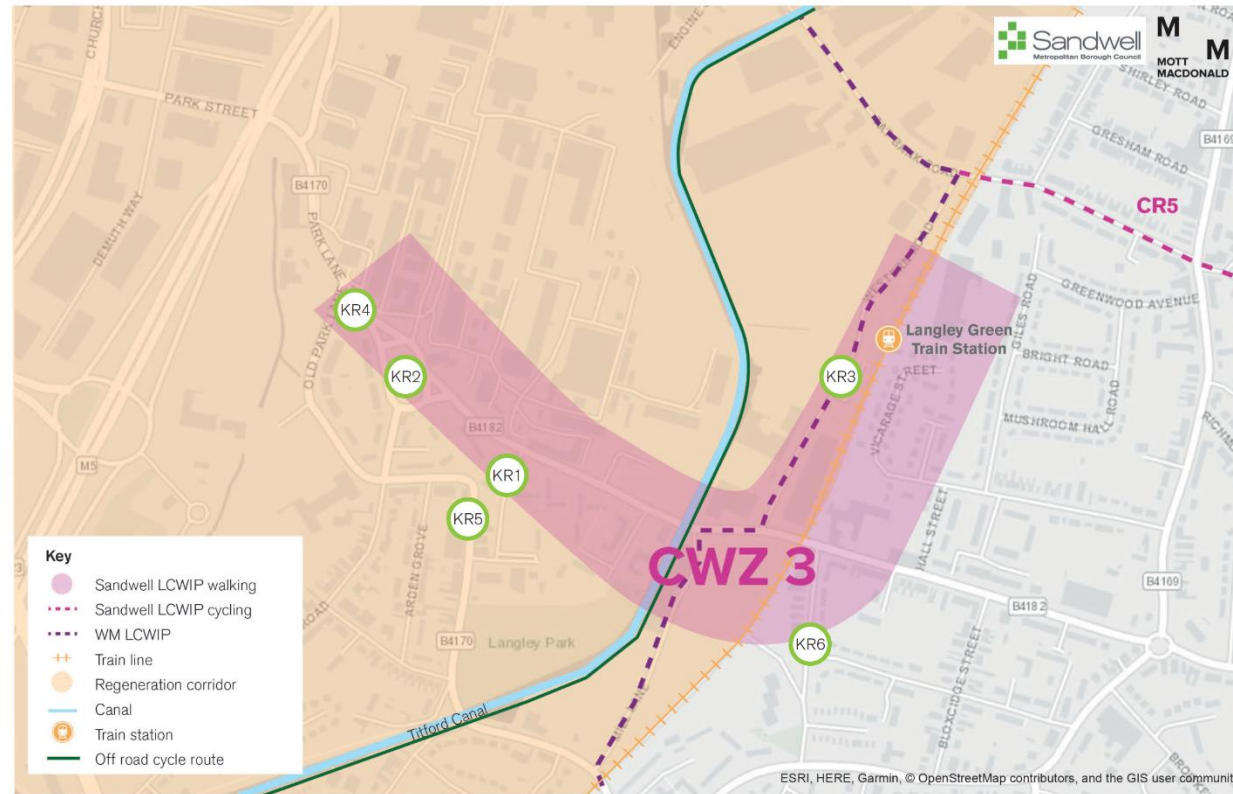 Sandwell
Metropolitan Borough Council
M
M
MOTT
MACDONALD
CHURCH
ENGINE
PARK STREET
SHIRLEY ROAD
B4169
GRESHAM ROAD
B4170
DEMUTH WAY
PARK LANE
CR5
GREENWOOD AVENUE
KR4
OLD PARK LANE
Langley Green
Train Station
GILES ROAD
BRIGHT ROAD
KR2
KR3
VICARAGE STREET
MUSHROOM HALL ROAD
B4182
M5
KR1
KR5
HALL STREET
CWZ 3
ARDEN GROVE
B4169
B4182
B4170
Langley Park
KR6
BLOXCIDGE STREET
Titford Canal
Key
Sandwell LCWIP walking
Sandwell LCWIP cycling
WM LCWIP
Train line
Regeneration corridor
Canal
Train station
Off road cycle route
ESRI, HERE, Garmin, © OpenStreetMap contributors, and the GIS user communit